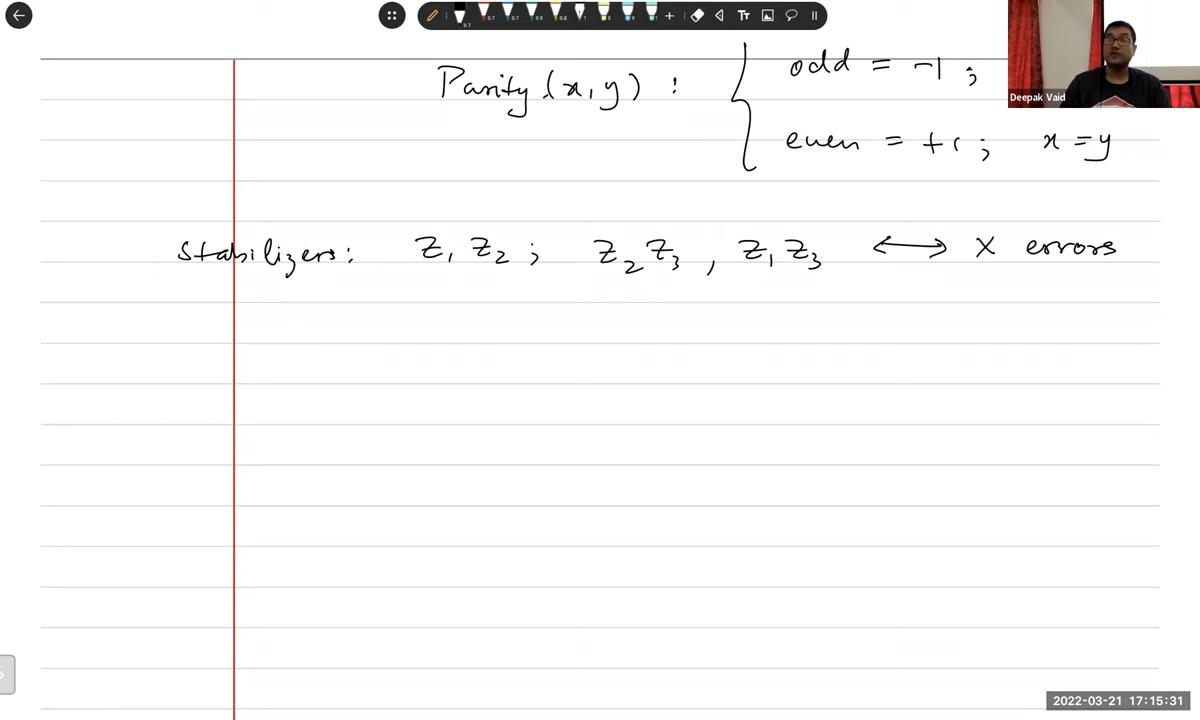 odd = -1 ;
Parity (x, y) :
even = +1 ; x = y
Stabilizers: Z₁ Z₂ ; Z₂ Z₃ , Z₁ Z₃ ⟷ X errors
Deepak Vaid
2022-03-21 17:15:31